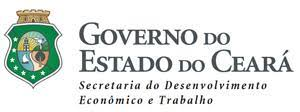 GOVERNO DO
ESTADO DO CEARÁ
Secretaria do Desenvolvimento
Econômico e Trabalho